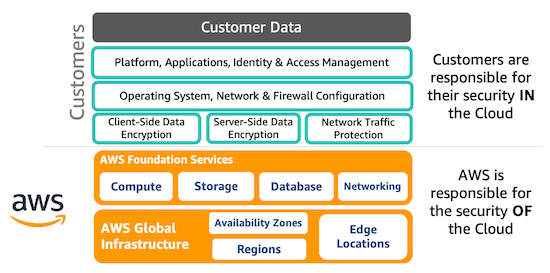 Customers
Customer Data
Platform, Applications, Identity & Access Management
Operating System, Network & Firewall Configuration
Client-Side Data
Encryption
Server-Side Data
Encryption
Network Traffic
Protection
Customers are
responsible for
their security IN
the Cloud
aws
AWS Foundation Services
Compute
Storage
Database
Networking
AWS Global
Infrastructure
Availability Zones
Regions
Edge
Locations
AWS is
responsible for
the security OF
the Cloud